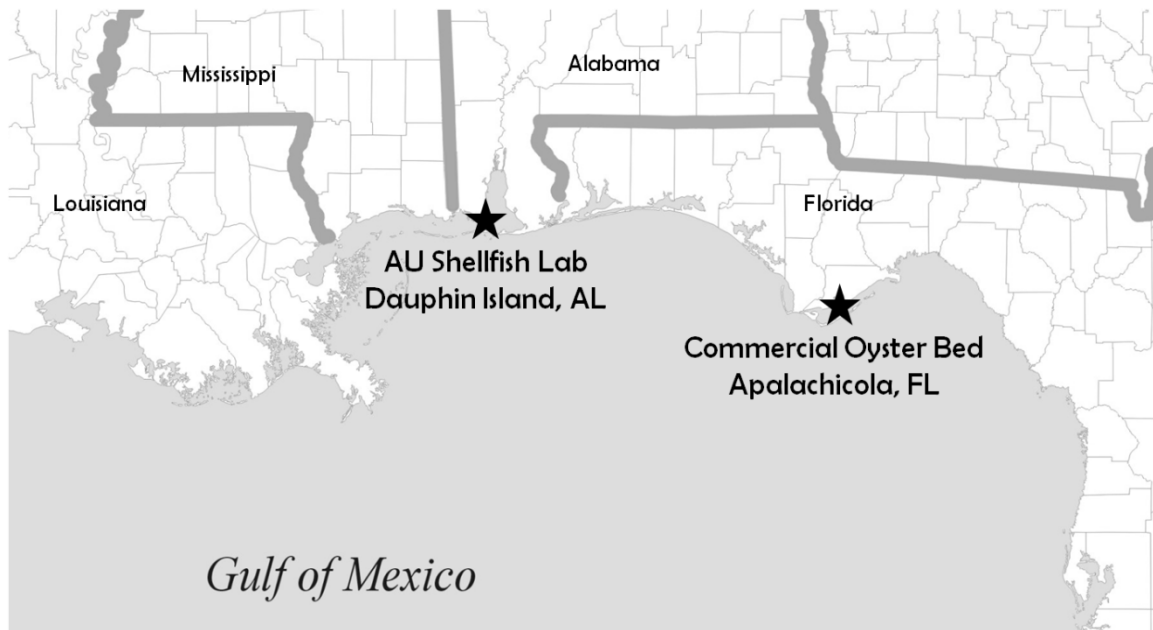 Mississippi
Alabama
Louisiana
Florida
AU Shellfish Lab
Dauphin Island, AL
Commercial Oyster Bed
Apalachicola, FL
Gulf of Mexico